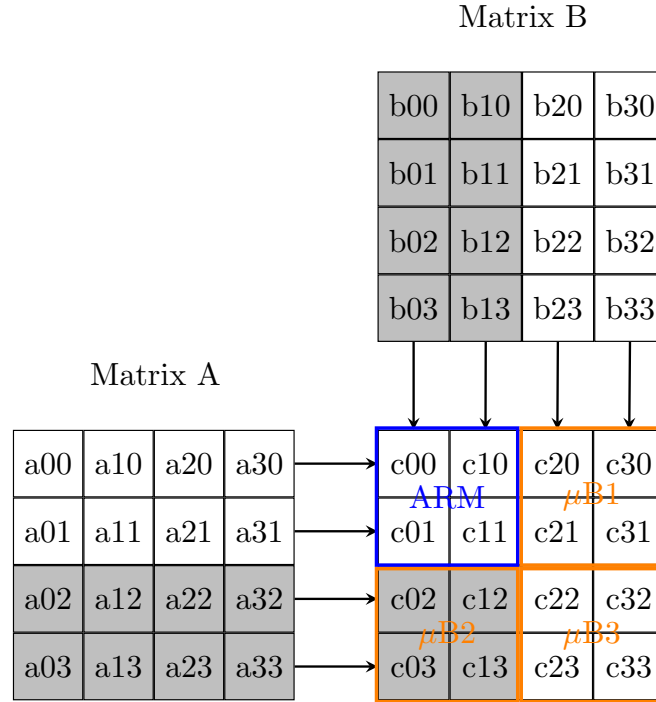 Matrix B
b00 b10 b20 b30
b01 b11 b21 b31
b02 b12 b22 b32
b03 b13 b23 b33
Matrix A
a00 a10 a20 a30 c00 c10 c20 c30
ARM μB1
a01 a11 a21 a31 c01 c11 c21 c31
a02 a12 a22 a32 c02 c12 c22 c32
μB2 μB3
a03 a13 a23 a33 c03 c13 c23 c33